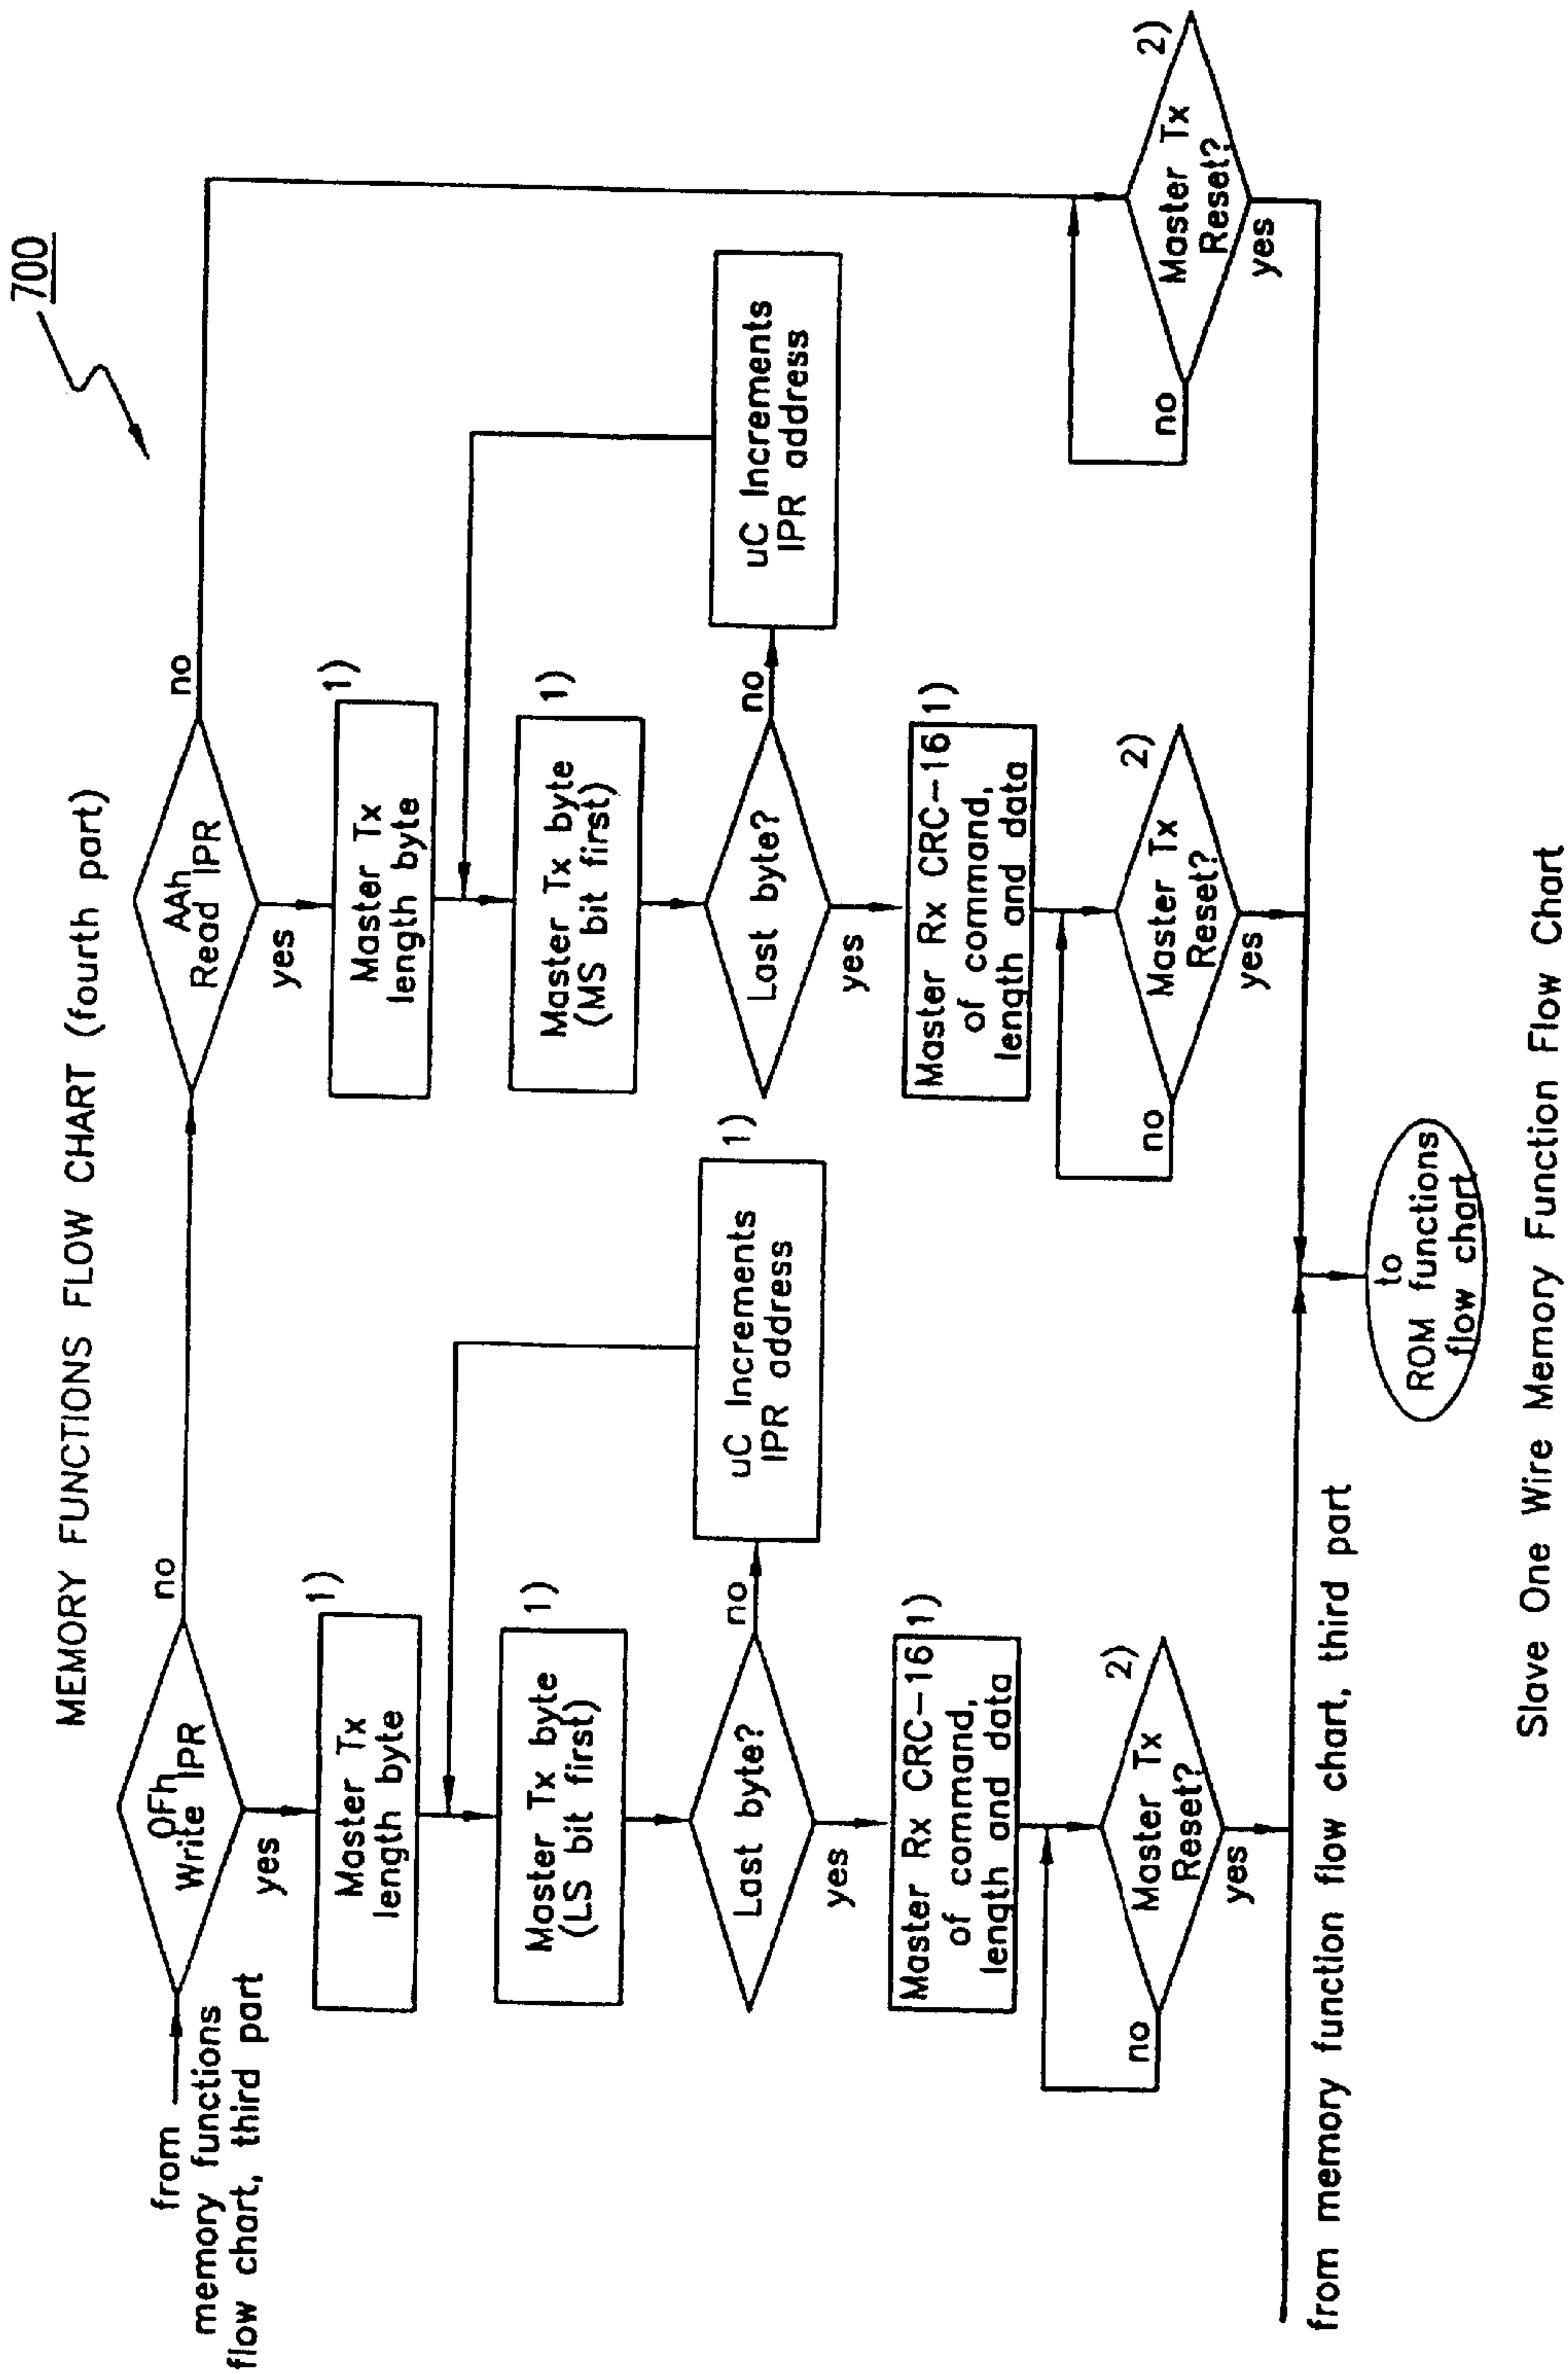 700
MEMORY FUNCTIONS FLOW CHART (fourth part)
from
memory functions
flow chart, third part
0Fh
Write IPR
no
yes
Master Tx
length byte
1)
Master Tx byte
(LS bit first)
1)
Last byte?
no
uC Increments
IPR address
1)
yes
Master Rx CRC-16
of command,
length and data
1)
Master Tx
Reset?
2)
no
yes
AAh
Read IPR
no
yes
Master Tx
length byte
1)
Master Tx byte
(MS bit first)
1)
Last byte?
no
uC Increments
IPR address
yes
Master Rx CRC-16
of command,
length and data
1)
Master Tx
Reset?
2)
no
yes
Master Tx
Reset?
2)
no
yes
from memory function flow chart, third part
to
ROM functions
flow chart
Slave One Wire Memory Function Flow Chart